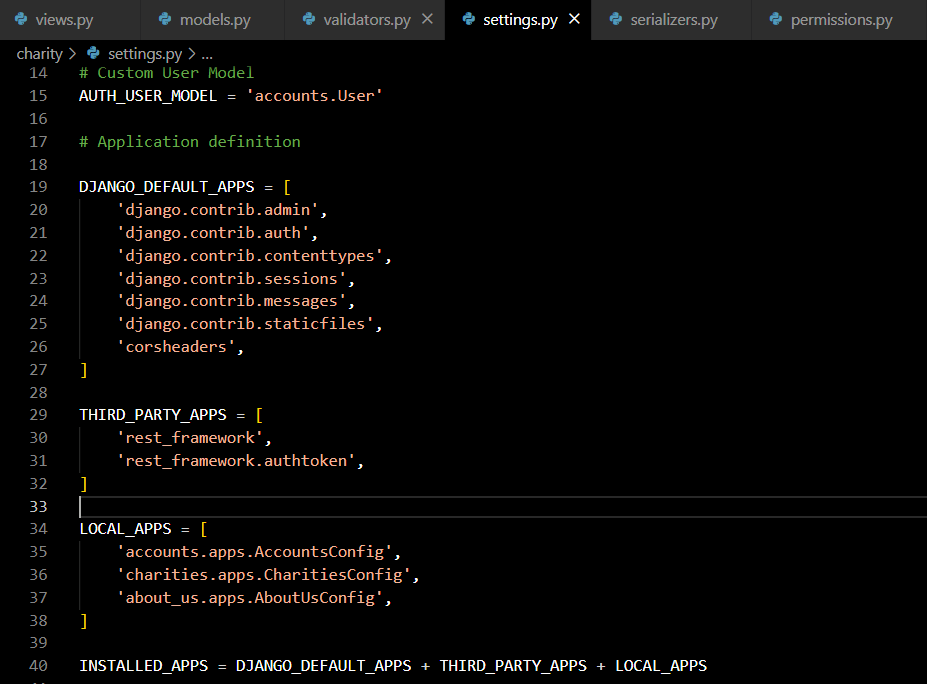 views.py models.py validators.py settings.py serializers.py permissions.py
charity > settings.py > ...
14 # Custom User Model
15 AUTH_USER_MODEL = 'accounts.User'
16
17 # Application definition
18
19 DJANGO_DEFAULT_APPS = [
20     'django.contrib.admin',
21     'django.contrib.auth',
22     'django.contrib.contenttypes',
23     'django.contrib.sessions',
24     'django.contrib.messages',
25     'django.contrib.staticfiles',
26     'corsheaders',
27 ]
28
29 THIRD_PARTY_APPS = [
30     'rest_framework',
31     'rest_framework.authtoken',
32 ]
33
34 LOCAL_APPS = [
35     'accounts.apps.AccountsConfig',
36     'charities.apps.CharitiesConfig',
37     'about_us.apps.AboutUsConfig',
38 ]
39
40 INSTALLED_APPS = DJANGO_DEFAULT_APPS + THIRD_PARTY_APPS + LOCAL_APPS